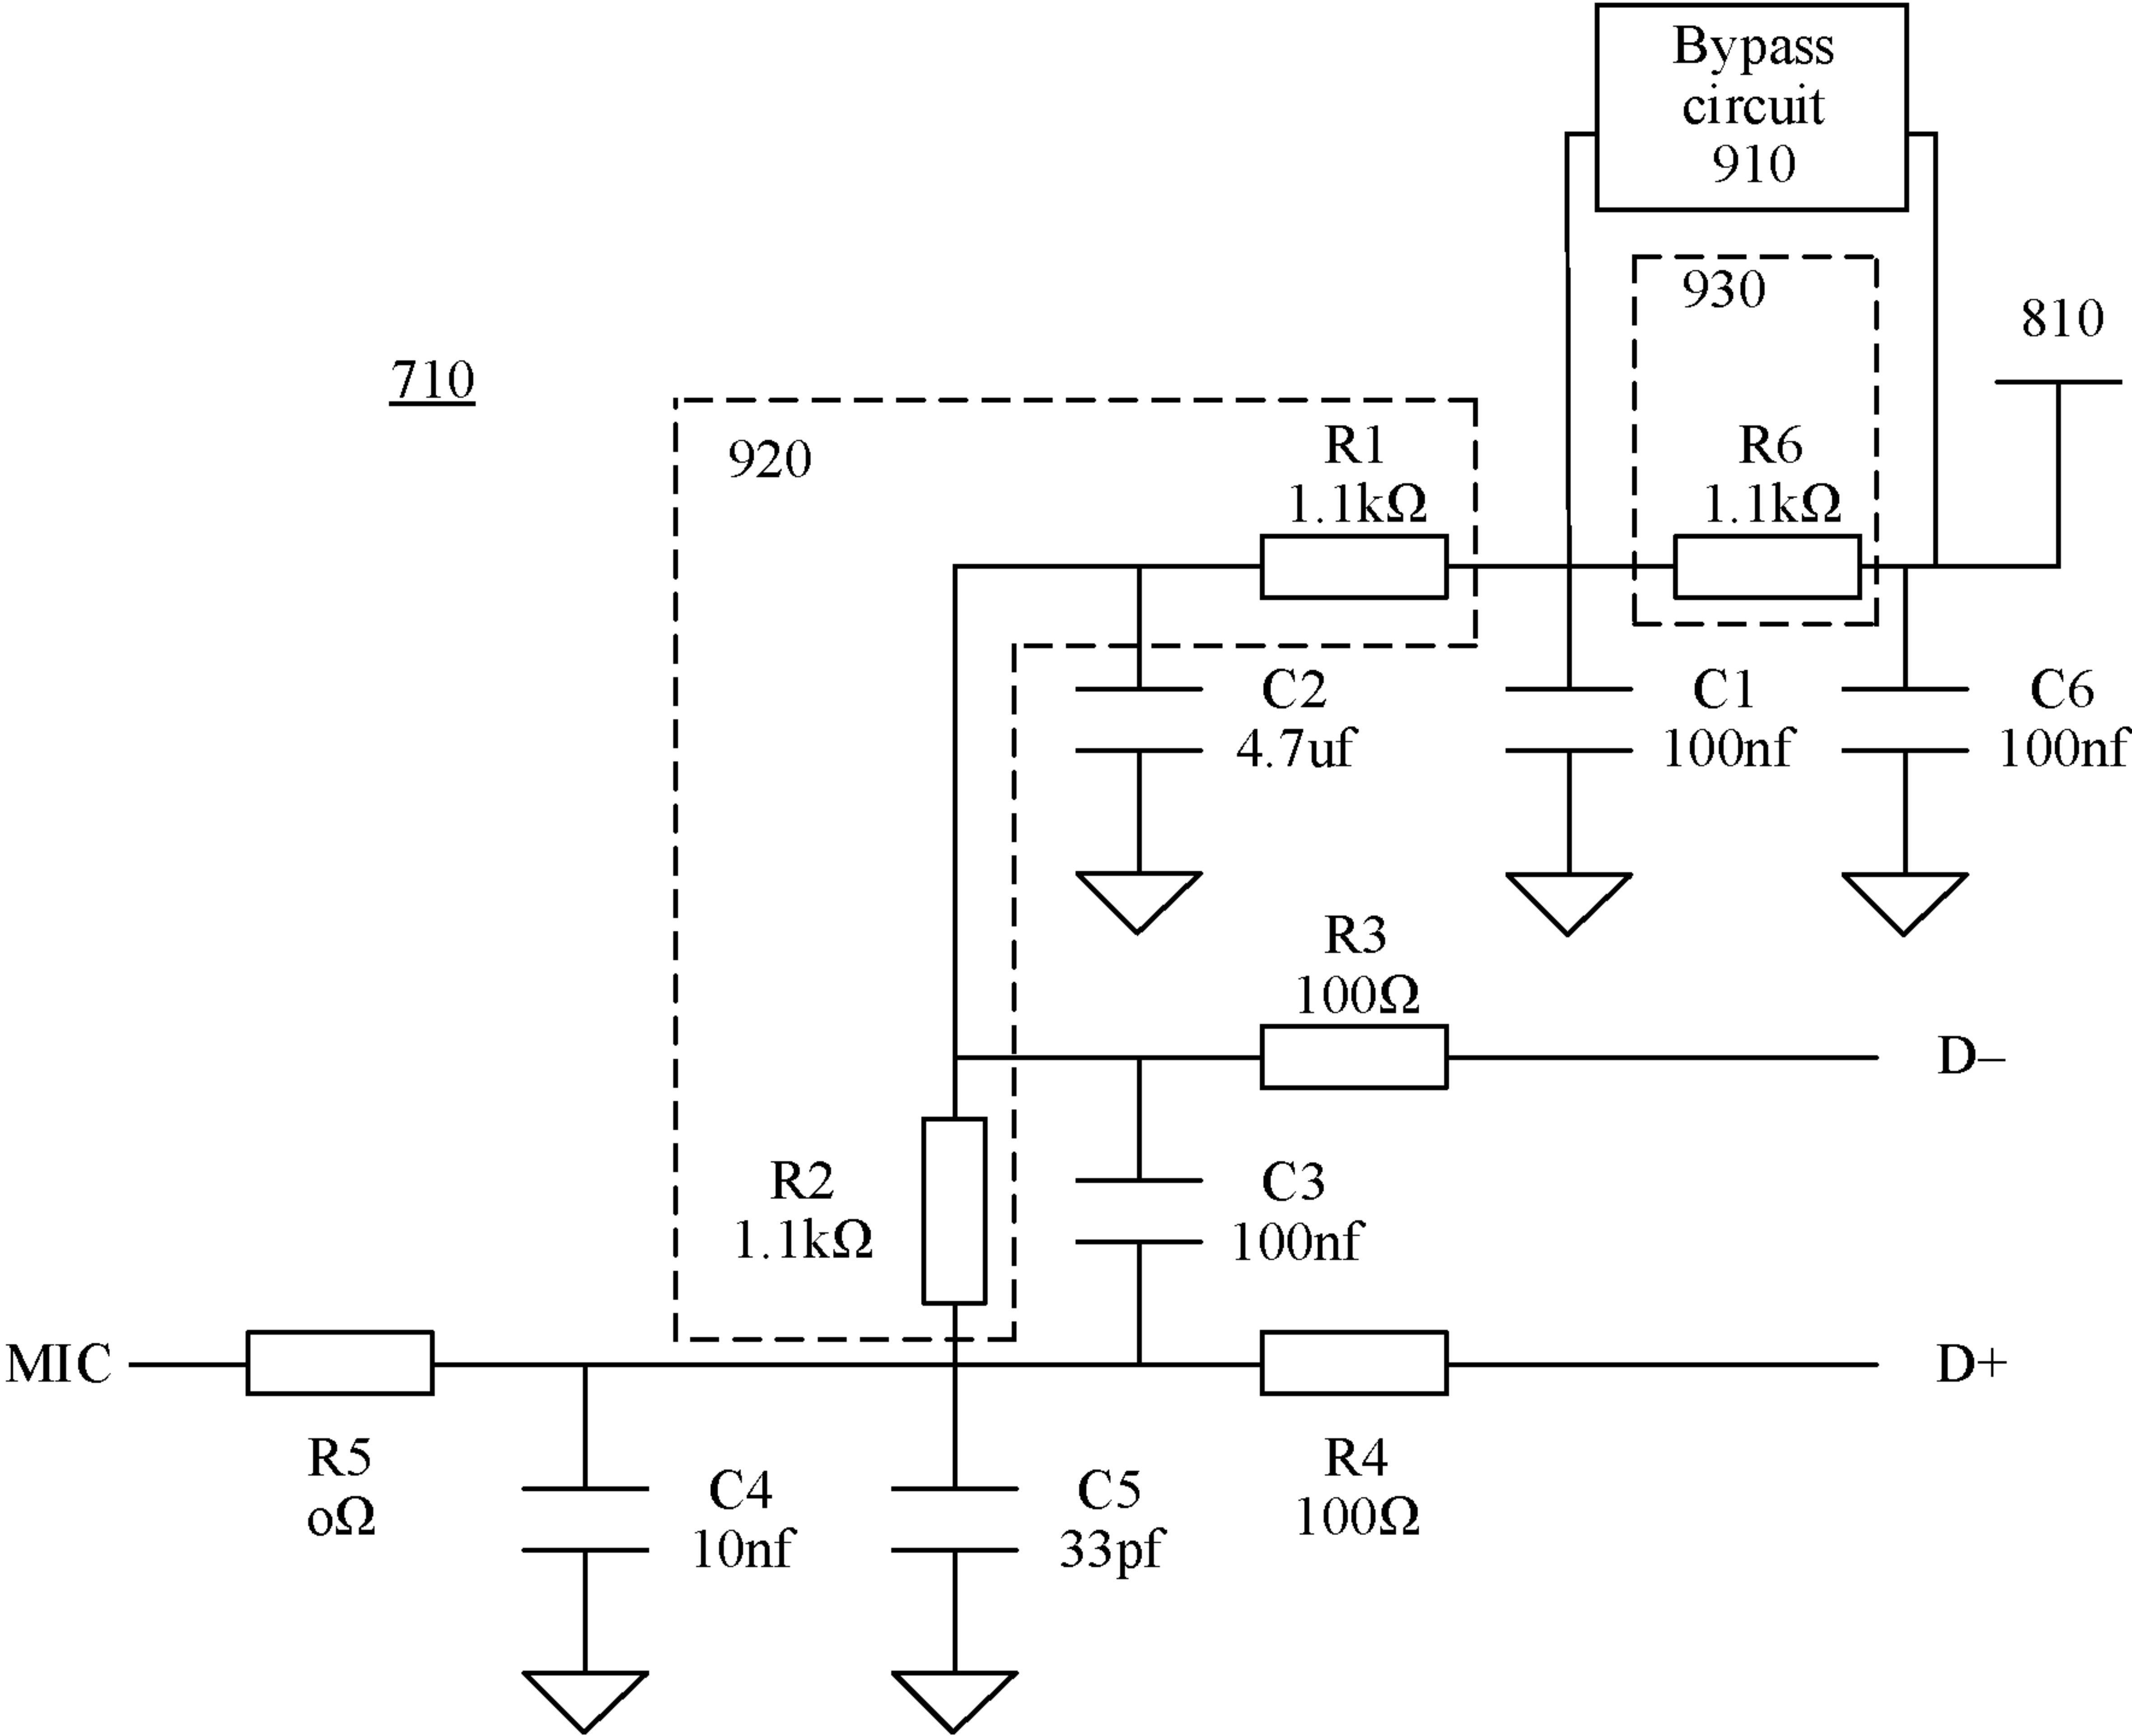 Bypass
circuit
910
930
810
710
920
R1
1.1kΩ
R6
1.1kΩ
C2
4.7uf
C1
100nf
C6
100nf
R3
100Ω
D–
R2
1.1kΩ
C3
100nf
MIC
D+
R5
oΩ
C4
10nf
C5
33pf
R4
100Ω